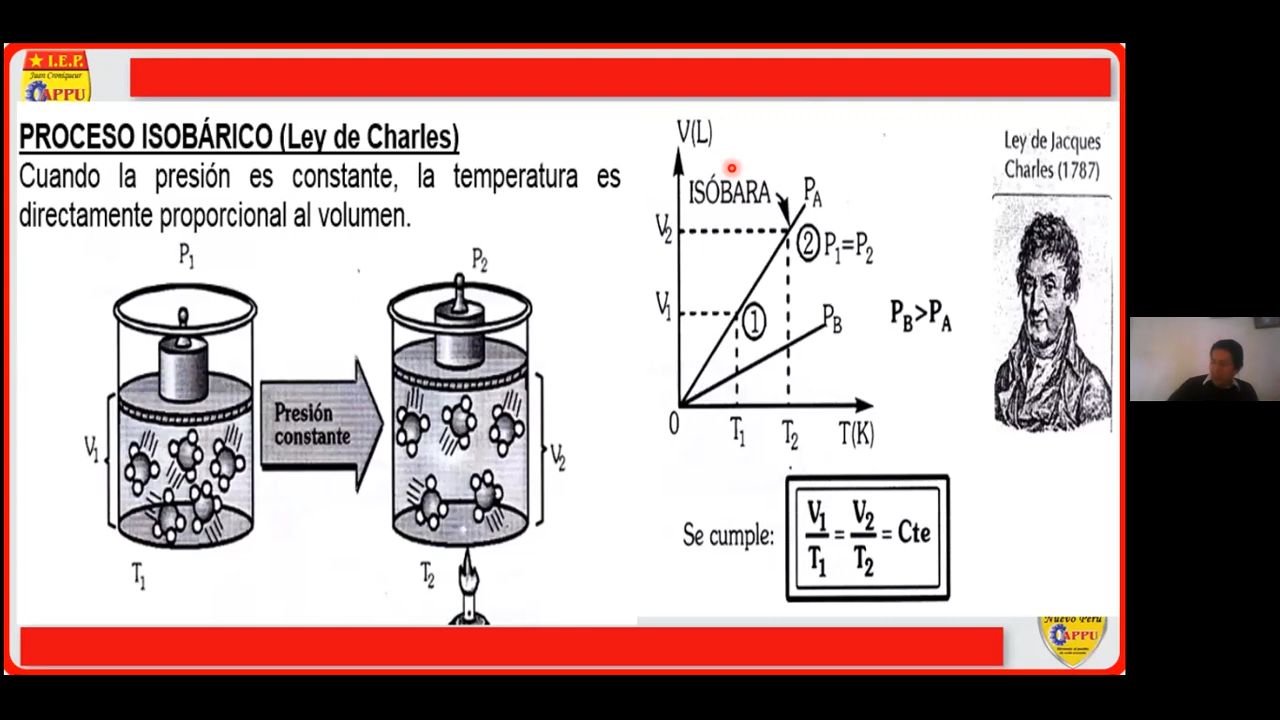 ★ I.E.P.
Juan Croniqueur
APPU
PROCESO ISOBÁRICO (Ley de Charles)
Cuando la presión es constante, la temperatura es
directamente proporcional al volumen.
P₁
P₂
V₁
Presión
constante
V₂
T₁
T₂
V(L)
ISÓBARA
P_A
V₂
② P₁=P₂
V₁
①
P_B
P_B>P_A
0
T₁
T₂
T(K)
Ley de Jacques
Charles (1787)
Se cumple:
V₁/T₁ = V₂/T₂ = Cte
Nuevo Perú
APPU